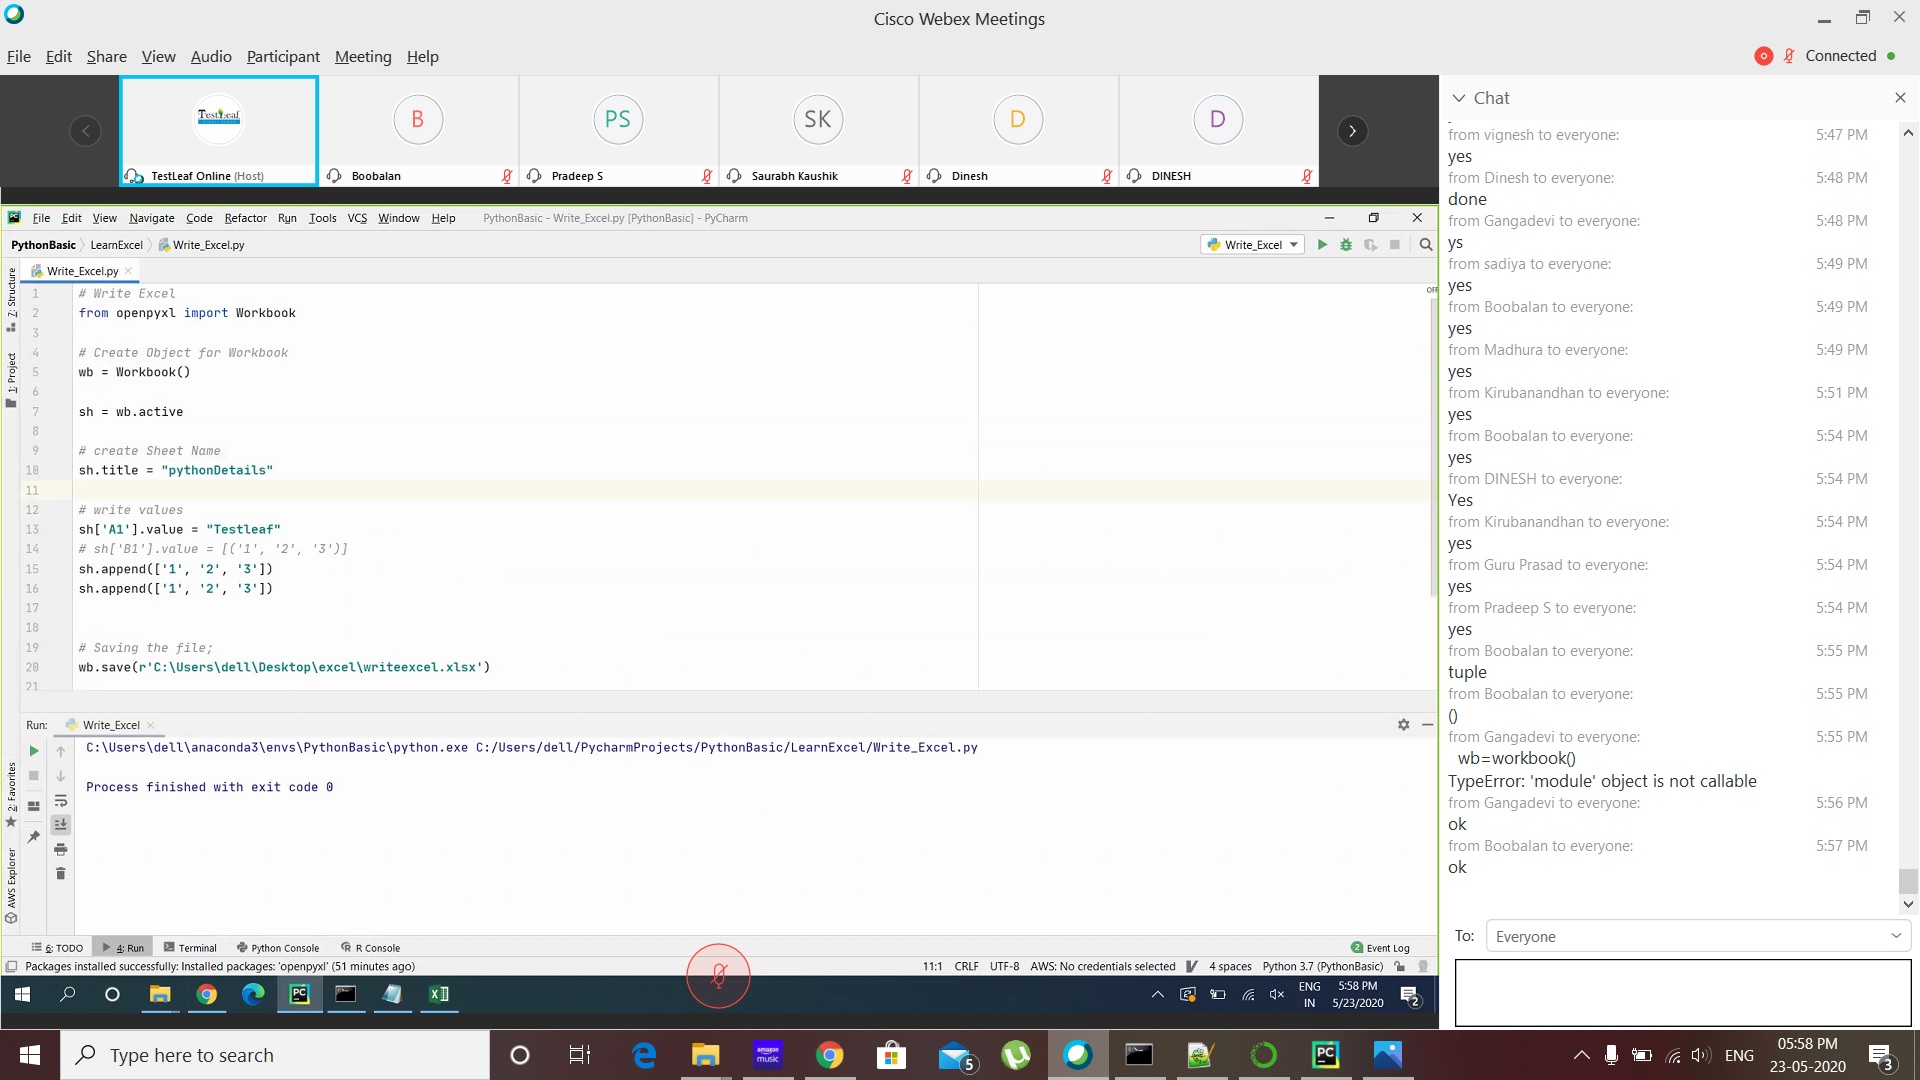 Cisco Webex Meetings
File Edit Share View Audio Participant Meeting Help
Connected
TestLeaf
TestLeaf Online (Host)
B
Boobalan
PS
Pradeep S
SK
Saurabh Kaushik
D
Dinesh
D
DINESH
File Edit View Navigate Code Refactor Run Tools VCS Window Help PythonBasic - Write_Excel.py [PythonBasic] - PyCharm
PythonBasic LearnExcel Write_Excel.py
Write_Excel
Write_Excel.py
OFF
Z: Structure
1: Project
2: Favorites
AWS Explorer
1 # Write Excel
2 from openpyxl import Workbook
3
4 # Create Object for Workbook
5 wb = Workbook()
6
7 sh = wb.active
8
9 # create Sheet Name
10 sh.title = "pythonDetails"
11
12 # write values
13 sh['A1'].value = "Testleaf"
14 # sh['B1'].value = [('1', '2', '3')]
15 sh.append(['1', '2', '3'])
16 sh.append(['1', '2', '3'])
17
18
19 # Saving the file;
20 wb.save(r'C:\Users\dell\Desktop\excel\writeexcel.xlsx')
21
Run: Write_Excel
C:\Users\dell\anaconda3\envs\PythonBasic\python.exe C:/Users/dell/PycharmProjects/PythonBasic/LearnExcel/Write_Excel.py
Process finished with exit code 0
6: TODO 4: Run Terminal Python Console R Console
2 Event Log
Packages installed successfully: Installed packages: 'openpyxl' (51 minutes ago)
11:1 CRLF UTF-8 AWS: No credentials selected 4 spaces Python 3.7 (PythonBasic)
ENG
IN
5:58 PM
5/23/2020
2
Chat
from vignesh to everyone: 5:47 PM
yes
from Dinesh to everyone: 5:48 PM
done
from Gangadevi to everyone: 5:48 PM
ys
from sadiya to everyone: 5:49 PM
yes
from Boobalan to everyone: 5:49 PM
yes
from Madhura to everyone: 5:49 PM
yes
from Kirubanandhan to everyone: 5:51 PM
yes
from Boobalan to everyone: 5:54 PM
yes
from DINESH to everyone: 5:54 PM
Yes
from Kirubanandhan to everyone: 5:54 PM
yes
from Guru Prasad to everyone: 5:54 PM
yes
from Pradeep S to everyone: 5:54 PM
yes
from Boobalan to everyone: 5:55 PM
tuple
from Boobalan to everyone: 5:55 PM
()
from Gangadevi to everyone: 5:55 PM
wb=workbook()
TypeError: 'module' object is not callable
from Gangadevi to everyone: 5:56 PM
ok
from Boobalan to everyone: 5:57 PM
ok
To: Everyone
Type here to search
amazon music
5
PC
ENG
05:58 PM
23-05-2020
3